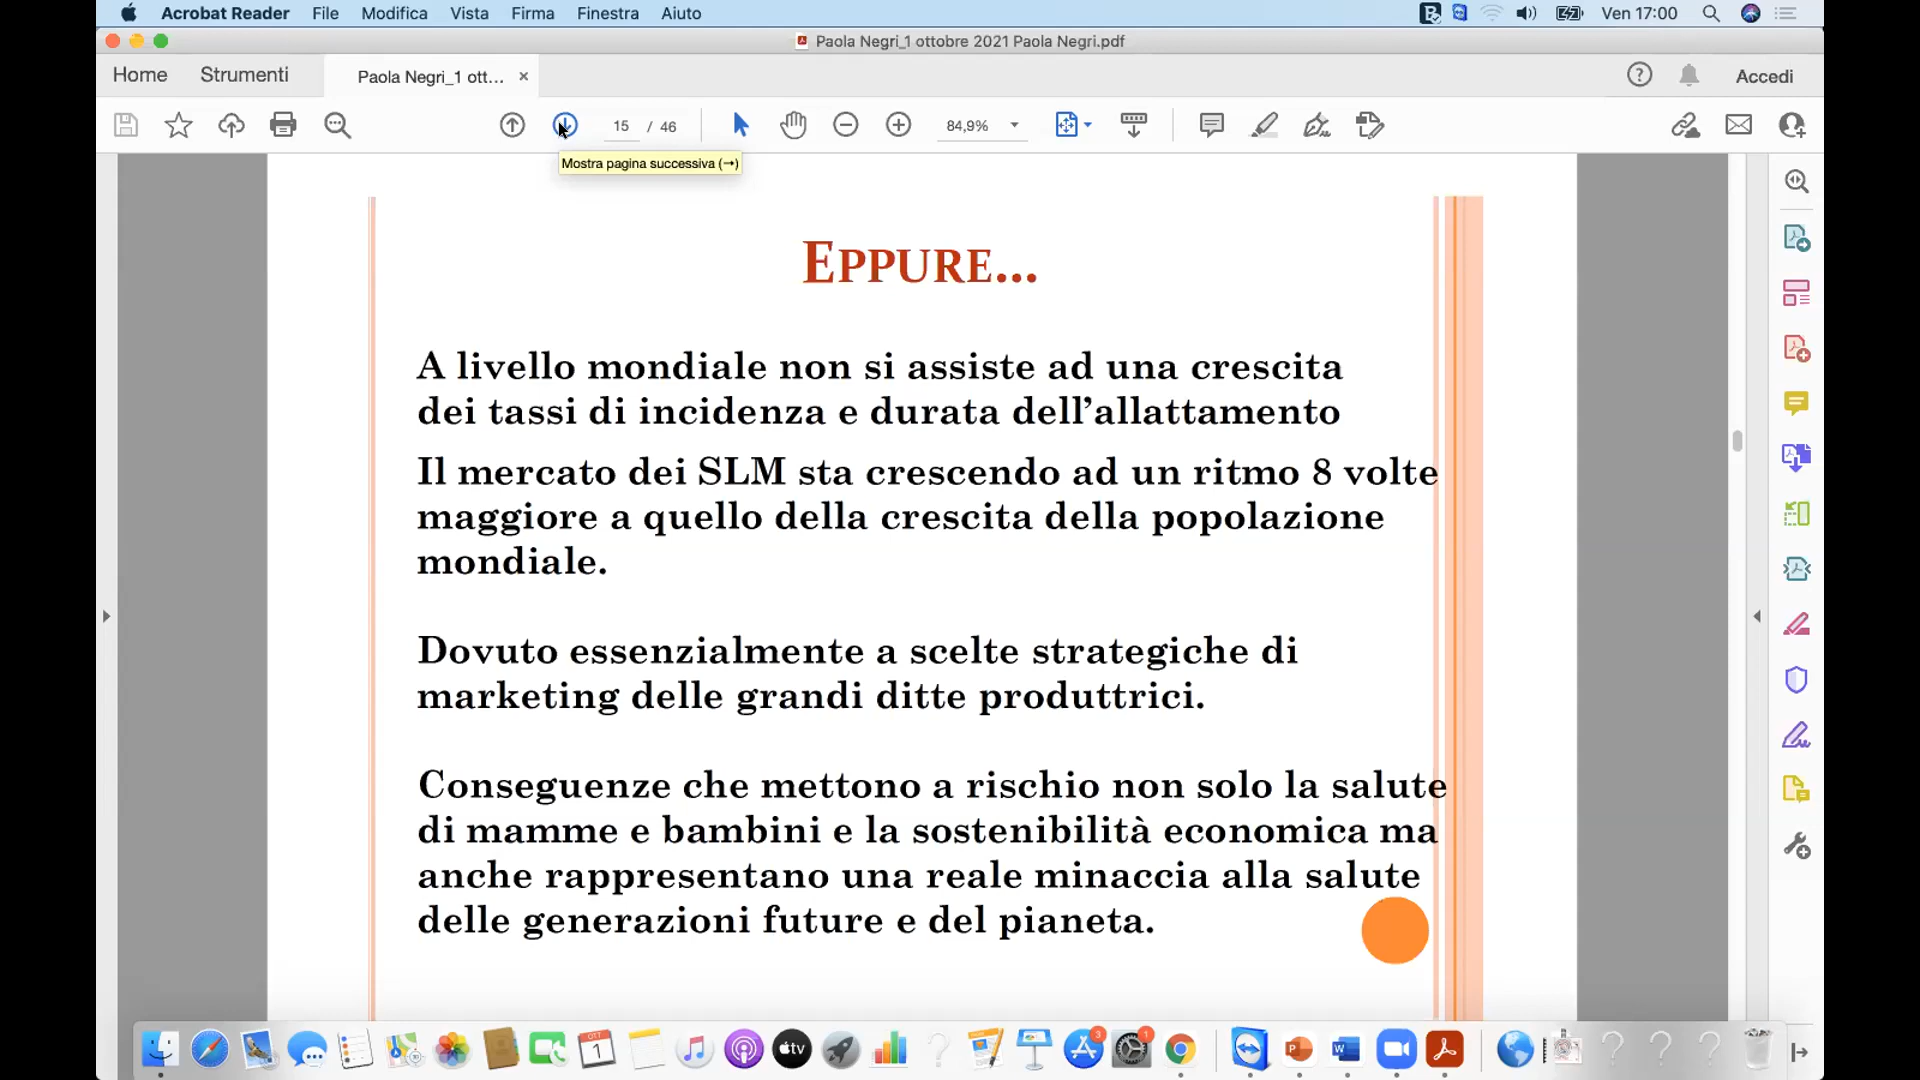 Acrobat Reader File Modifica Vista Firma Finestra Aiuto Ven 17:00
Paola Negri_1 ottobre 2021 Paola Negri.pdf
Home Strumenti Paola Negri_1 ott... × Accedi
15 / 46 84,9%
Mostra pagina successiva (→)
EPPURE...
A livello mondiale non si assiste ad una crescita
dei tassi di incidenza e durata dell’allattamento
Il mercato dei SLM sta crescendo ad un ritmo 8 volte
maggiore a quello della crescita della popolazione
mondiale.
Dovuto essenzialmente a scelte strategiche di
marketing delle grandi ditte produttrici.
Conseguenze che mettono a rischio non solo la salute
di mamme e bambini e la sostenibilità economica ma
anche rappresentano una reale minaccia alla salute
delle generazioni future e del pianeta.
OTT
1 tv 3 1